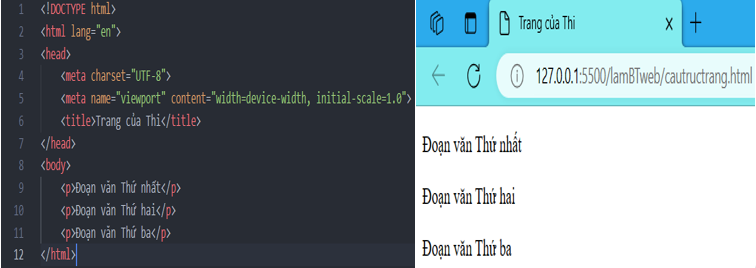 1 <!DOCTYPE html>
2 <html lang="en">
3 <head>
4 <meta charset="UTF-8">
5 <meta name="viewport" content="width=device-width, initial-scale=1.0">
6 <title>Trang của Thi</title>
7 </head>
8 <body>
9 <p>Đoạn văn Thứ nhất</p>
10 <p>Đoạn văn Thứ hai</p>
11 <p>Đoạn văn Thứ ba</p>
12 </html>
Trang của Thi
127.0.0.1:5500/lamBTweb/cautructrang.html
Đoạn văn Thứ nhất
Đoạn văn Thứ hai
Đoạn văn Thứ ba